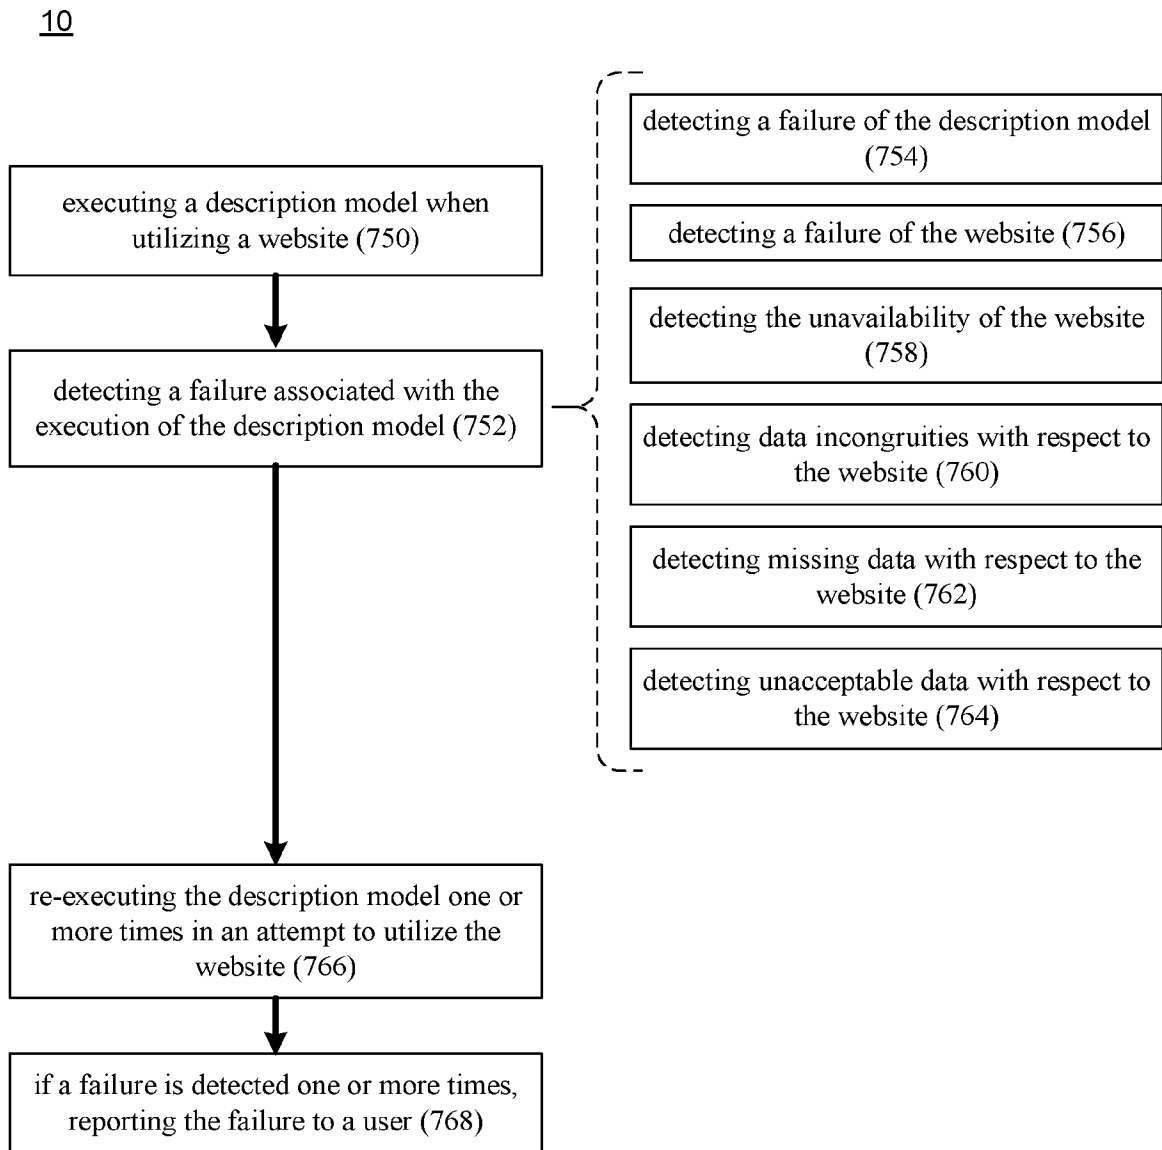 10
executing a description model when
utilizing a website (750)
detecting a failure associated with the
execution of the description model (752)
detecting a failure of the description model
(754)
detecting a failure of the website (756)
detecting the unavailability of the website
(758)
detecting data incongruities with respect to
the website (760)
detecting missing data with respect to the
website (762)
detecting unacceptable data with respect to
the website (764)
re-executing the description model one or
more times in an attempt to utilize the
website (766)
if a failure is detected one or more times,
reporting the failure to a user (768)